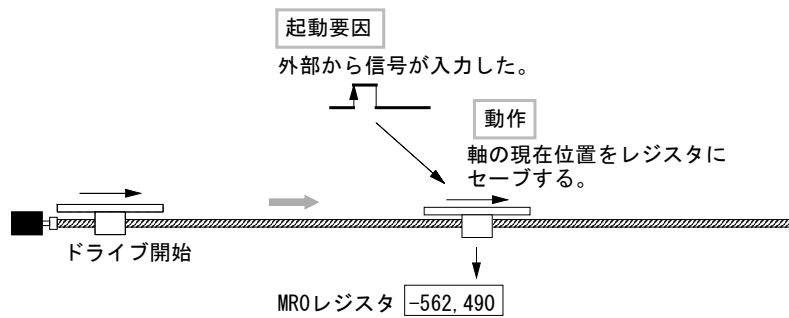 起動要因
外部から信号が入力した。
動作
軸の現在位置をレジスタに
セーブする。
ドライブ開始
MR0レジスタ -562,490